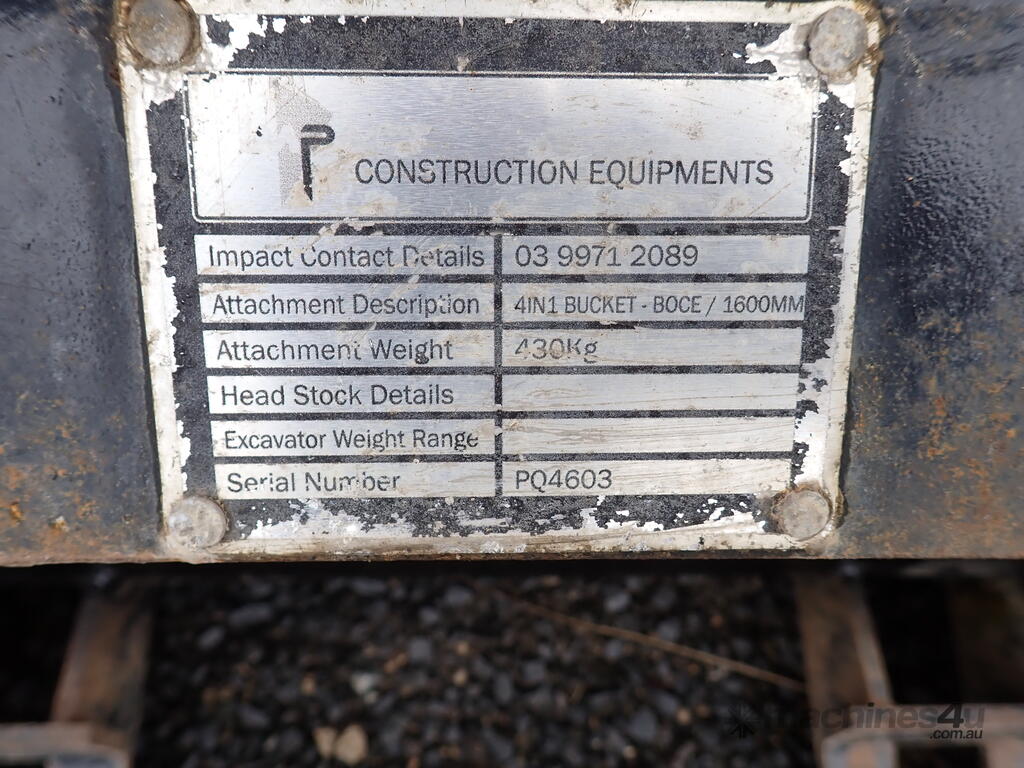 CONSTRUCTION EQUIPMENTS
Impact Contact Details 03 9971 2089
Attachment Description 4IN1 BUCKET - BOCE / 1600MM
Attachment Weight 430Kg
Head Stock Details
Excavator Weight Range
Serial Number PQ4603
machines4u
.com.au